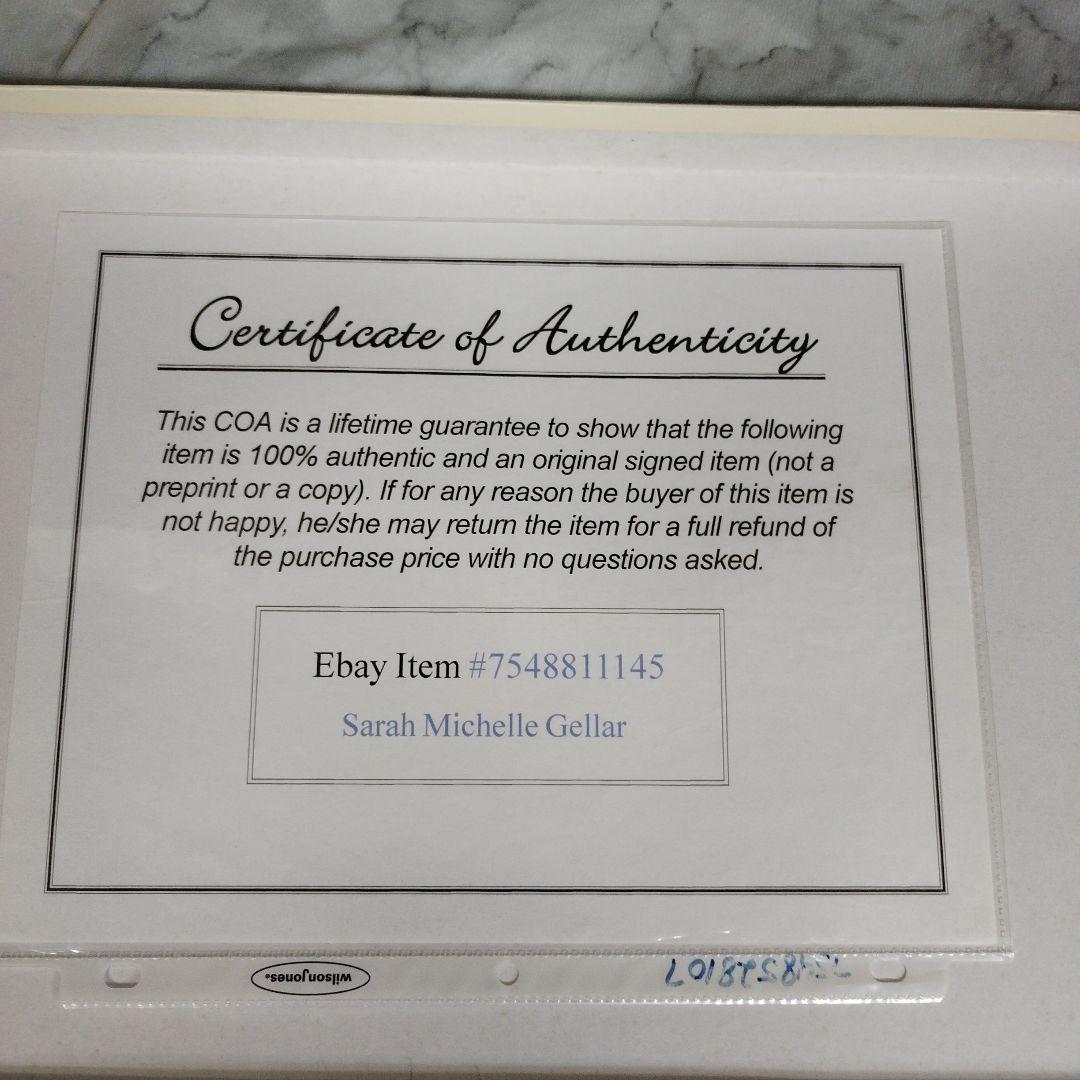 Certificate of Authenticity
This COA is a lifetime guarantee to show that the following
item is 100% authentic and an original signed item (not a
preprint or a copy). If for any reason the buyer of this item is
not happy, he/she may return the item for a full refund of
the purchase price with no questions asked.
Ebay Item #7548811145
Sarah Michelle Gellar
wilson jones®